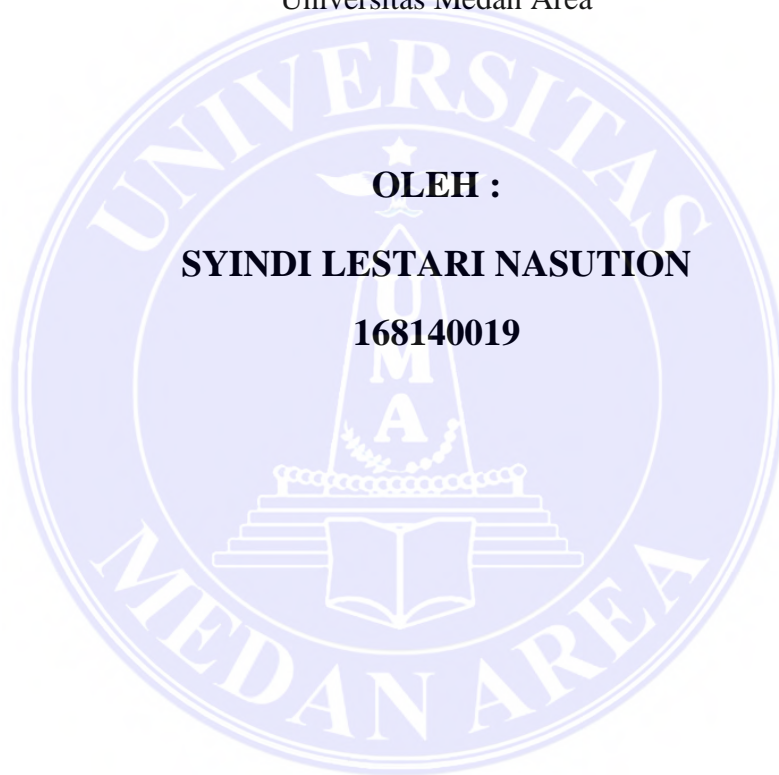 Universitas Medan Area
OLEH :
SYINDI LESTARI NASUTION
168140019
UNIVERSITAS
U
M
A
MEDAN AREA